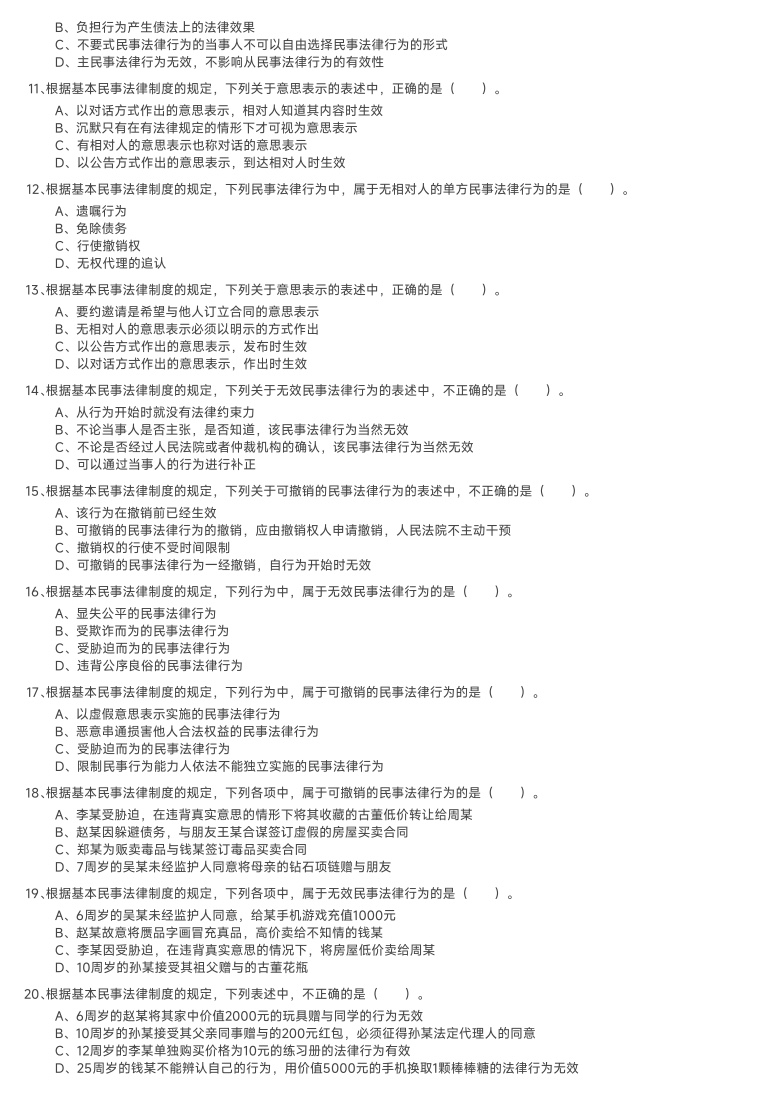 B、负担行为产生债法上的法律效果
C、不要式民事法律行为的当事人不可以自由选择民事法律行为的形式
D、主民事法律行为无效，不影响从民事法律行为的有效性
11、根据基本民事法律制度的规定，下列关于意思表示的表述中，正确的是（　　）。
A、以对话方式作出的意思表示，相对人知道其内容时生效
B、沉默只有在有法律规定的情形下才可视为意思表示
C、有相对人的意思表示也称对话的意思表示
D、以公告方式作出的意思表示，到达相对人时生效
12、根据基本民事法律制度的规定，下列民事法律行为中，属于无相对人的单方民事法律行为的是（　　）。
A、遗嘱行为
B、免除债务
C、行使撤销权
D、无权代理的追认
13、根据基本民事法律制度的规定，下列关于意思表示的表述中，正确的是（　　）。
A、要约邀请是希望与他人订立合同的意思表示
B、无相对人的意思表示必须以明示的方式作出
C、以公告方式作出的意思表示，发布时生效
D、以对话方式作出的意思表示，作出时生效
14、根据基本民事法律制度的规定，下列关于无效民事法律行为的表述中，不正确的是（　　）。
A、从行为开始时就没有法律约束力
B、不论当事人是否主张，是否知道，该民事法律行为当然无效
C、不论是否经过人民法院或者仲裁机构的确认，该民事法律行为当然无效
D、可以通过当事人的行为进行补正
15、根据基本民事法律制度的规定，下列关于可撤销的民事法律行为的表述中，不正确的是（　　）。
A、该行为在撤销前已经生效
B、可撤销的民事法律行为的撤销，应由撤销权人申请撤销，人民法院不主动干预
C、撤销权的行使不受时间限制
D、可撤销的民事法律行为一经撤销，自行为开始时无效
16、根据基本民事法律制度的规定，下列行为中，属于无效民事法律行为的是（　　）。
A、显失公平的民事法律行为
B、受欺诈而为的民事法律行为
C、受胁迫而为的民事法律行为
D、违背公序良俗的民事法律行为
17、根据基本民事法律制度的规定，下列行为中，属于可撤销的民事法律行为的是（　　）。
A、以虚假意思表示实施的民事法律行为
B、恶意串通损害他人合法权益的民事法律行为
C、受胁迫而为的民事法律行为
D、限制民事行为能力人依法不能独立实施的民事法律行为
18、根据基本民事法律制度的规定，下列各项中，属于可撤销的民事法律行为的是（　　）。
A、李某受胁迫，在违背真实意思的情形下将其收藏的古董低价转让给周某
B、赵某因躲避债务，与朋友王某合谋签订虚假的房屋买卖合同
C、郑某为贩卖毒品与钱某签订毒品买卖合同
D、7周岁的吴某未经监护人同意将母亲的钻石项链赠与朋友
19、根据基本民事法律制度的规定，下列各项中，属于无效民事法律行为的是（　　）。
A、6周岁的吴某未经监护人同意，给某手机游戏充值1000元
B、赵某故意将赝品字画冒充真品，高价卖给不知情的钱某
C、李某因受胁迫，在违背真实意思的情况下，将房屋低价卖给周某
D、10周岁的孙某接受其祖父赠与的古董花瓶
20、根据基本民事法律制度的规定，下列表述中，不正确的是（　　）。
A、6周岁的赵某将其家中价值2000元的玩具赠与同学的行为无效
B、10周岁的孙某接受其父亲同事赠与的200元红包，必须征得孙某法定代理人的同意
C、12周岁的李某单独购买价格为10元的练习册的法律行为有效
D、25周岁的钱某不能辨认自己的行为，用价值5000元的手机换取1颗棒棒糖的法律行为无效